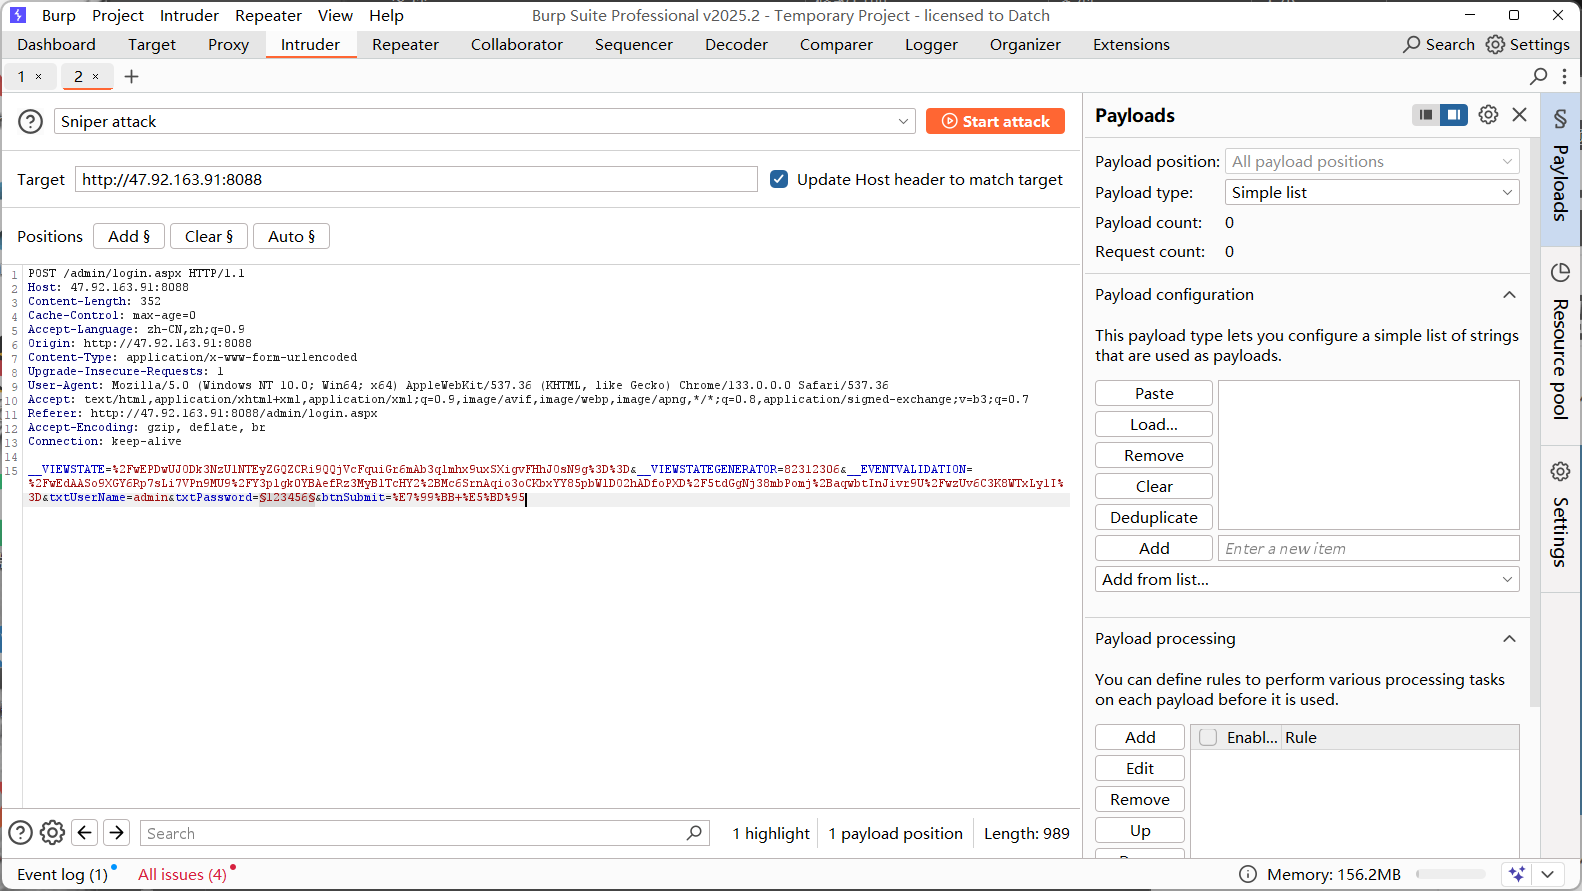 Burp Project Intruder Repeater View Help Burp Suite Professional v2025.2 - Temporary Project - licensed to Datch
Dashboard Target Proxy Intruder Repeater Collaborator Sequencer Decoder Comparer Logger Organizer Extensions Search Settings
1 × 2 × +
Sniper attack Start attack
Target http://47.92.163.91:8088 Update Host header to match target
Positions Add § Clear § Auto §
1 POST /admin/login.aspx HTTP/1.1
2 Host: 47.92.163.91:8088
3 Content-Length: 352
4 Cache-Control: max-age=0
5 Accept-Language: zh-CN,zh;q=0.9
6 Origin: http://47.92.163.91:8088
7 Content-Type: application/x-www-form-urlencoded
8 Upgrade-Insecure-Requests: 1
9 User-Agent: Mozilla/5.0 (Windows NT 10.0; Win64; x64) AppleWebKit/537.36 (KHTML, like Gecko) Chrome/133.0.0.0 Safari/537.36
10 Accept: text/html,application/xhtml+xml,application/xml;q=0.9,image/avif,image/webp,image/apng,*/*;q=0.8,application/signed-exchange;v=b3;q=0.7
11 Referer: http://47.92.163.91:8088/admin/login.aspx
12 Accept-Encoding: gzip, deflate, br
13 Connection: keep-alive
14
15 __VIEWSTATE=%2FwEPDwUJODk3NzU1NTEyZGQZCRi9QQjVcFquiGr6mAb3qlmhx9uxSXigvFHhJ0sN9g%3D%3D&__VIEWSTATEGENERATOR=82312306&__EVENTVALIDATION=
%2FwEdAASo9XGY6Rp7sLi7VPn9MU9%2FY3plgkOYBAefRz3MyBlTcHY2%2BMc6SrnAqio3oCKbxYY85pbWlD02hADfoPXD%2F5tdGgNj38mbPomj%2BaqwbtInJivr9U%2FwzUv6C3K8WTxLylI%
3D&txtUserName=admin&txtPassword=§123456§&btnSubmit=%E7%99%BB+%E5%BD%95
Search 1 highlight 1 payload position Length: 989
Event log (1) All issues (4) Memory: 156.2MB
Payloads
Payload position: All payload positions
Payload type: Simple list
Payload count: 0
Request count: 0
Payload configuration
This payload type lets you configure a simple list of strings
that are used as payloads.
Paste
Load...
Remove
Clear
Deduplicate
Add Enter a new item
Add from list...
Payload processing
You can define rules to perform various processing tasks
on each payload before it is used.
Add Enabl... Rule
Edit
Remove
Up
§ Payloads
Resource pool
Settings